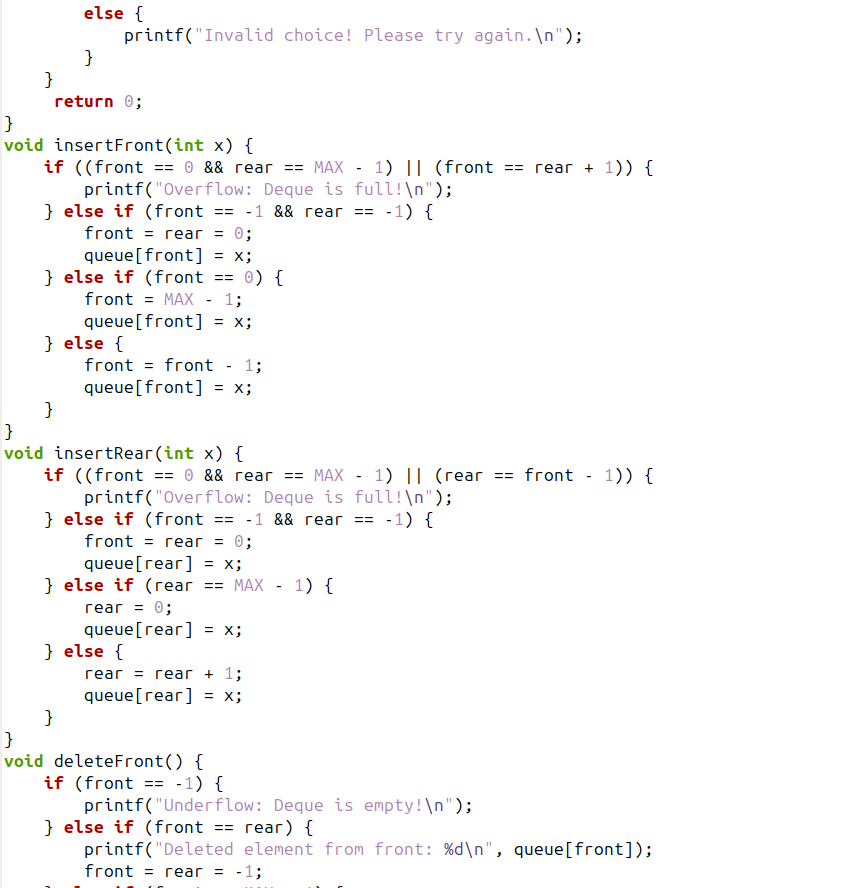 else {
            printf("Invalid choice! Please try again.\n");
        }
    }
     return 0;
}
void insertFront(int x) {
    if ((front == 0 && rear == MAX - 1) || (front == rear + 1)) {
        printf("Overflow: Deque is full!\n");
    } else if (front == -1 && rear == -1) {
        front = rear = 0;
        queue[front] = x;
    } else if (front == 0) {
        front = MAX - 1;
        queue[front] = x;
    } else {
        front = front - 1;
        queue[front] = x;
    }
}
void insertRear(int x) {
    if ((front == 0 && rear == MAX - 1) || (rear == front - 1)) {
        printf("Overflow: Deque is full!\n");
    } else if (front == -1 && rear == -1) {
        front = rear = 0;
        queue[rear] = x;
    } else if (rear == MAX - 1) {
        rear = 0;
        queue[rear] = x;
    } else {
        rear = rear + 1;
        queue[rear] = x;
    }
}
void deleteFront() {
    if (front == -1) {
        printf("Underflow: Deque is empty!\n");
    } else if (front == rear) {
        printf("Deleted element from front: %d\n", queue[front]);
        front = rear = -1;